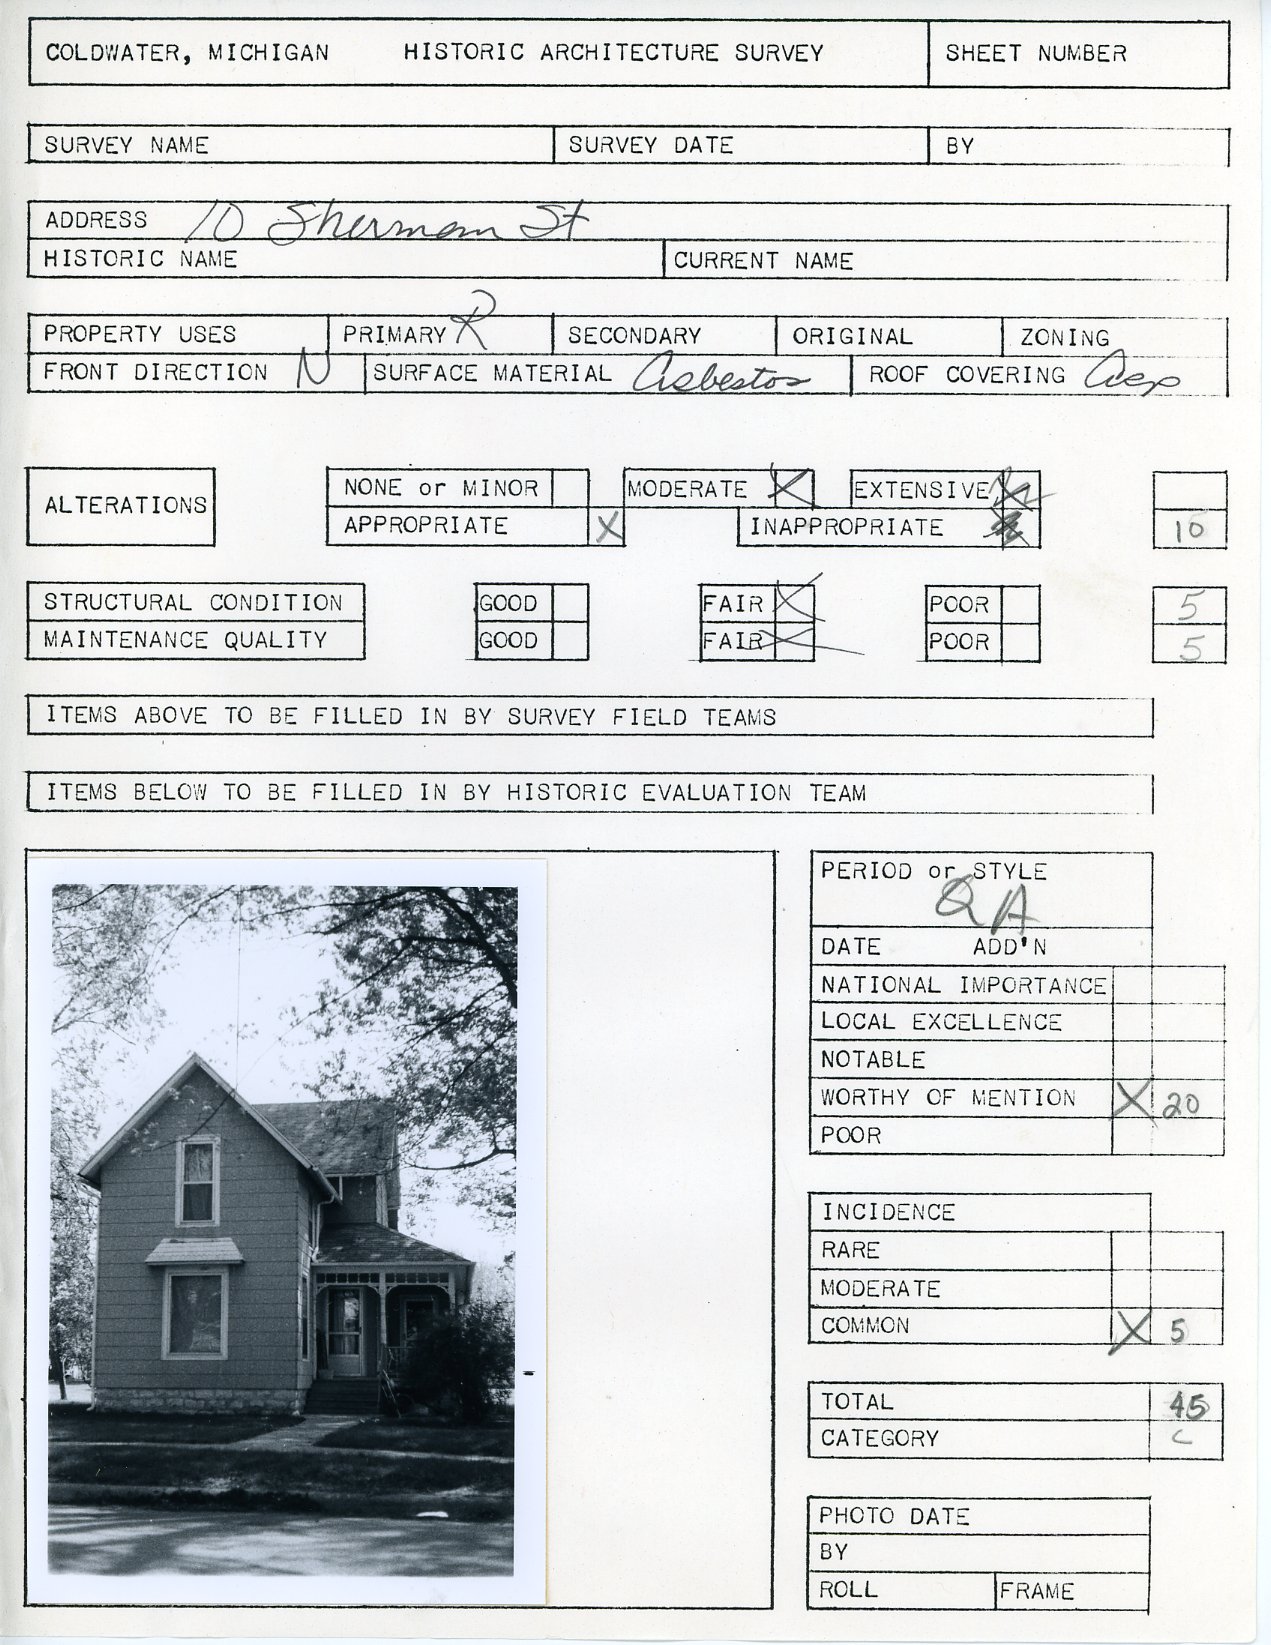 COLDWATER, MICHIGAN HISTORIC ARCHITECTURE SURVEY SHEET NUMBER
SURVEY NAME SURVEY DATE BY
ADDRESS 10 Sherman St
HISTORIC NAME CURRENT NAME
PROPERTY USES PRIMARY R SECONDARY ORIGINAL ZONING
FRONT DIRECTION N SURFACE MATERIAL Asbestos ROOF COVERING
ALTERATIONS
NONE or MINOR MODERATE X EXTENSIVE
APPROPRIATE X INAPPROPRIATE 10
STRUCTURAL CONDITION GOOD FAIR X POOR 5
MAINTENANCE QUALITY GOOD FAIR X POOR 5
ITEMS ABOVE TO BE FILLED IN BY SURVEY FIELD TEAMS
ITEMS BELOW TO BE FILLED IN BY HISTORIC EVALUATION TEAM
PERIOD or STYLE
QA
DATE ADD'N
NATIONAL IMPORTANCE
LOCAL EXCELLENCE
NOTABLE
WORTHY OF MENTION X 20
POOR
INCIDENCE
RARE
MODERATE
COMMON X 5
TOTAL 45
CATEGORY C
PHOTO DATE
BY
ROLL FRAME